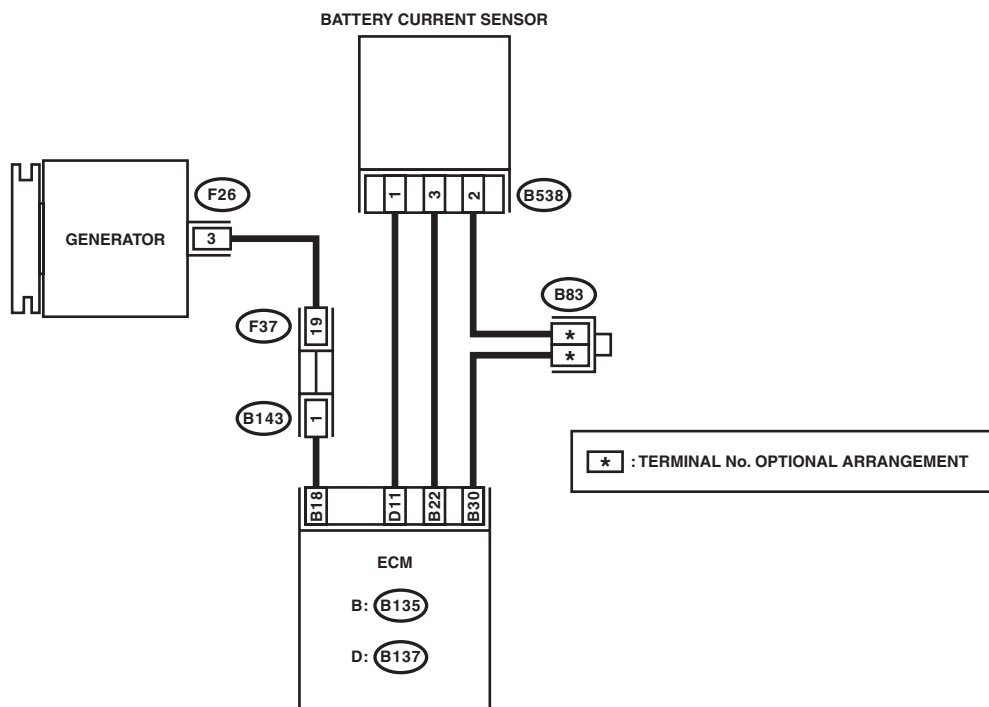 BATTERY CURRENT SENSOR
1 3 2
B538
F26
GENERATOR
3
B83
*
*
F37
19
B143
1
* : TERMINAL No. OPTIONAL ARRANGEMENT
B18 D11 B22 B30
ECM
B: B135
D: B137